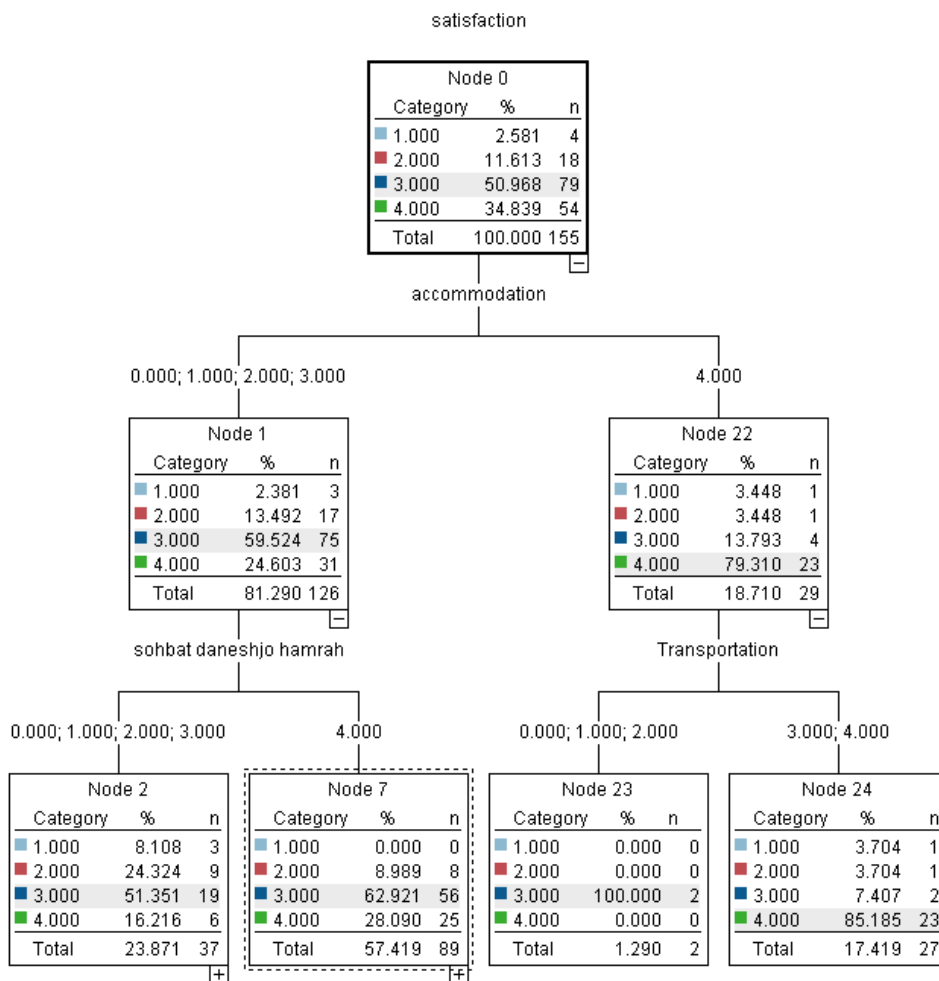 satisfaction
Node 0
Category % n
1.000 2.581 4
2.000 11.613 18
3.000 50.968 79
4.000 34.839 54
Total 100.000 155
accommodation
0.000; 1.000; 2.000; 3.000
4.000
Node 1
Category % n
1.000 2.381 3
2.000 13.492 17
3.000 59.524 75
4.000 24.603 31
Total 81.290 126
Node 22
Category % n
1.000 3.448 1
2.000 3.448 1
3.000 13.793 4
4.000 79.310 23
Total 18.710 29
sohbat daneshjo hamrah
Transportation
0.000; 1.000; 2.000; 3.000
4.000
0.000; 1.000; 2.000
3.000; 4.000
Node 2
Category % n
1.000 8.108 3
2.000 24.324 9
3.000 51.351 19
4.000 16.216 6
Total 23.871 37
Node 7
Category % n
1.000 0.000 0
2.000 8.989 8
3.000 62.921 56
4.000 28.090 25
Total 57.419 89
Node 23
Category % n
1.000 0.000 0
2.000 0.000 0
3.000 100.000 2
4.000 0.000 0
Total 1.290 2
Node 24
Category % n
1.000 3.704 1
2.000 3.704 1
3.000 7.407 2
4.000 85.185 23
Total 17.419 27